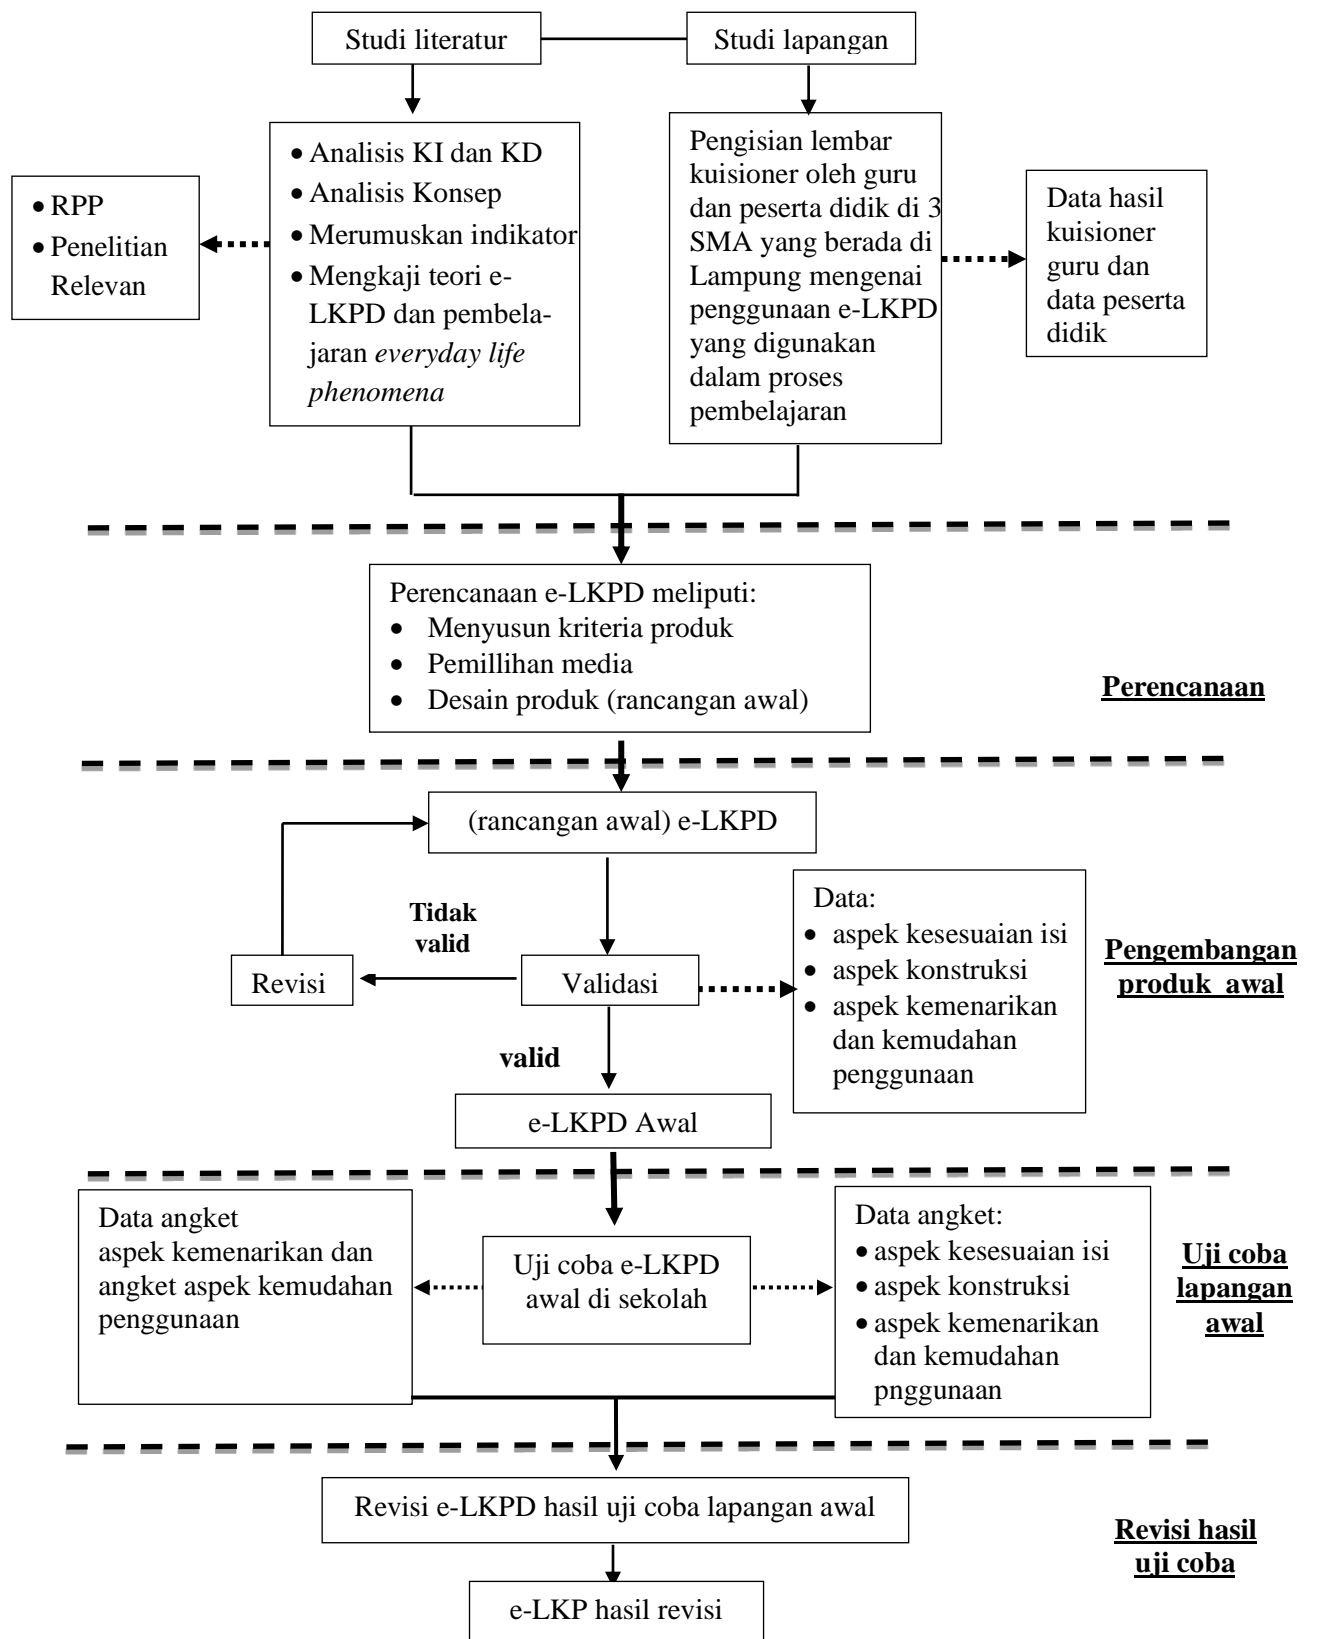 Studi literatur
Studi lapangan
• Analisis KI dan KD
• Analisis Konsep
• Merumuskan indikator
• Mengkaji teori e-
LKPD dan pembela-
jaran everyday life
phenomena
• RPP
• Penelitian
Relevan
Pengisian lembar
kuisioner oleh guru
dan peserta didik di 3
SMA yang berada di
Lampung mengenai
penggunaan e-LKPD
yang digunakan
dalam proses
pembelajaran
Data hasil
kuisioner
guru dan
data peserta
didik
Perencanaan e-LKPD meliputi:
• Menyusun kriteria produk
• Pemillihan media
• Desain produk (rancangan awal)
Perencanaan
(rancangan awal) e-LKPD
Tidak
valid
Revisi
Validasi
Data:
• aspek kesesuaian isi
• aspek konstruksi
• aspek kemenarikan
dan kemudahan
penggunaan
Pengembangan
produk awal
valid
e-LKPD Awal
Data angket
aspek kemenarikan dan
angket aspek kemudahan
penggunaan
Uji coba e-LKPD
awal di sekolah
Data angket:
• aspek kesesuaian isi
• aspek konstruksi
• aspek kemenarikan
dan kemudahan
pnggunaan
Uji coba
lapangan
awal
Revisi e-LKPD hasil uji coba lapangan awal
Revisi hasil
uji coba
e-LKP hasil revisi